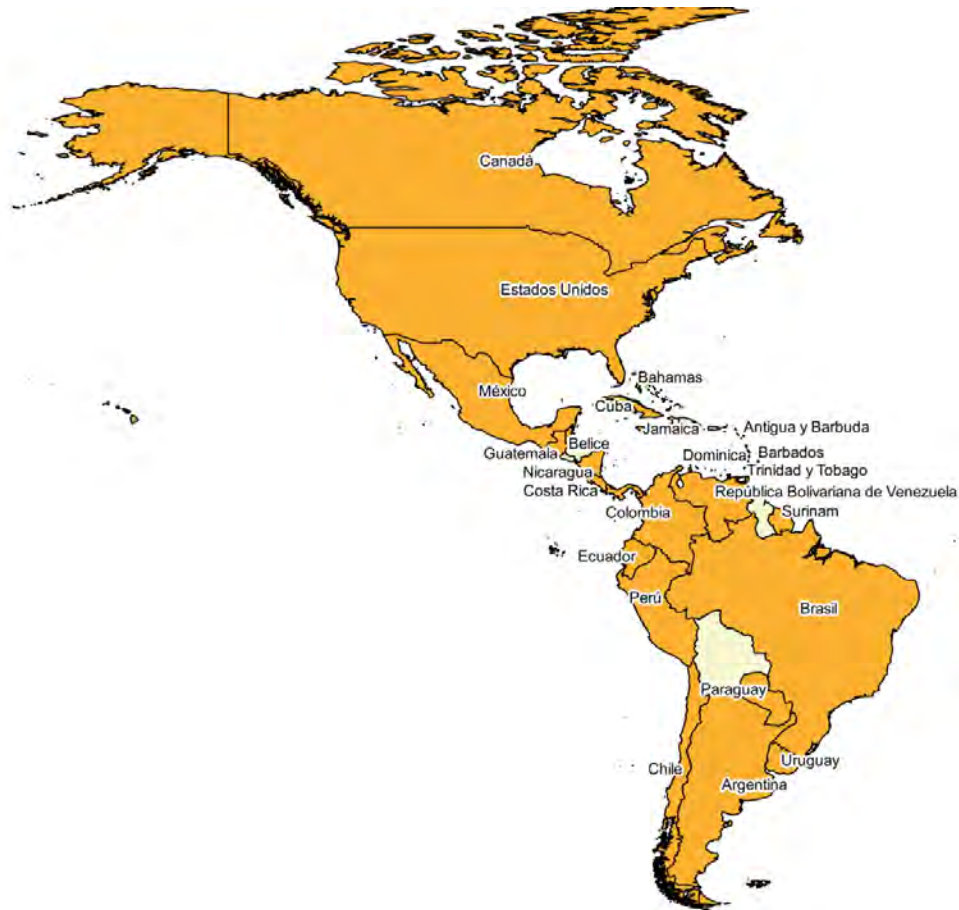 Canadá
Estados Unidos
México
Bahamas
Cuba
Jamaica
Antigua y Barbuda
Belice
Guatemala
Dominica
Barbados
Nicaragua
Trinidad y Tobago
Costa Rica
República Bolivariana de Venezuela
Colombia
Surinam
Ecuador
Perú
Brasil
Paraguay
Uruguay
Chile
Argentina